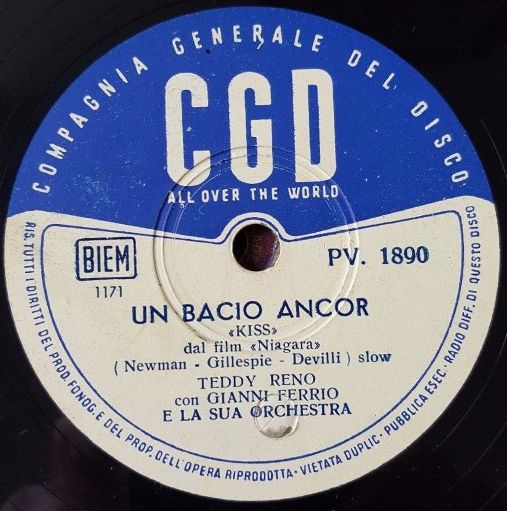 COMPAGNIA GENERALE DEL DISCO
CGD
ALL OVER THE WORLD
BIEM
1171
PV. 1890
UN BACIO ANCOR
«KISS»
dal film «Niagara»
( Newman - Gillespie - Devilli ) slow
TEDDY RENO
con GIANNI FERRIO
E LA SUA ORCHESTRA
RIS. TUTTI I DIRITTI DEL PROD. FONOG. E DEL PROP. DELL'OPERA RIPRODOTTA - VIETATA DUPLIC. - PUBBLICA ESEC. - RADIO DIFF. DI QUESTO DISCO